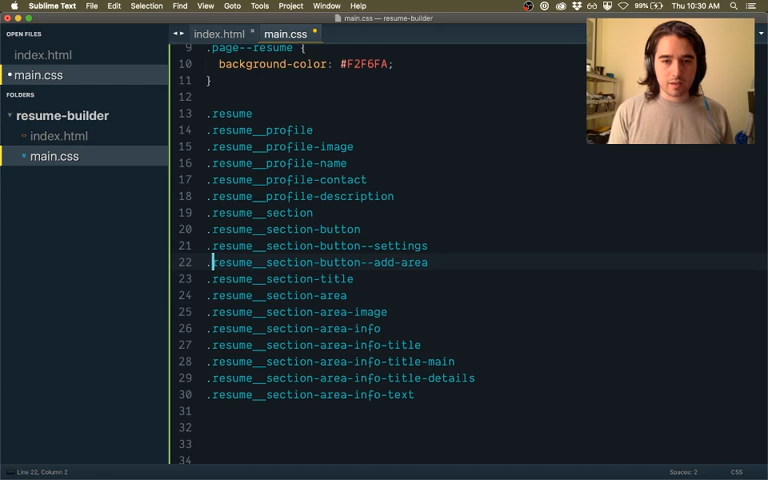 Sublime Text File Edit Selection Find View Goto Tools Project Window Help 99% Thu 10:30 AM
main.css — resume-builder
OPEN FILES
index.html
main.css
FOLDERS
resume-builder
index.html
main.css
index.html main.css
9 .page--resume {
10 background-color: #F2F6FA;
11 }
12
13 .resume
14 .resume__profile
15 .resume__profile-image
16 .resume__profile-name
17 .resume__profile-contact
18 .resume__profile-description
19 .resume__section
20 .resume__section-button
21 .resume__section-button--settings
22 .resume__section-button--add-area
23 .resume__section-title
24 .resume__section-area
25 .resume__section-area-image
26 .resume__section-area-info
27 .resume__section-area-info-title
28 .resume__section-area-info-title-main
29 .resume__section-area-info-title-details
30 .resume__section-area-info-text
31
32
33
34
Line 22, Column 2 Spaces: 2 CSS